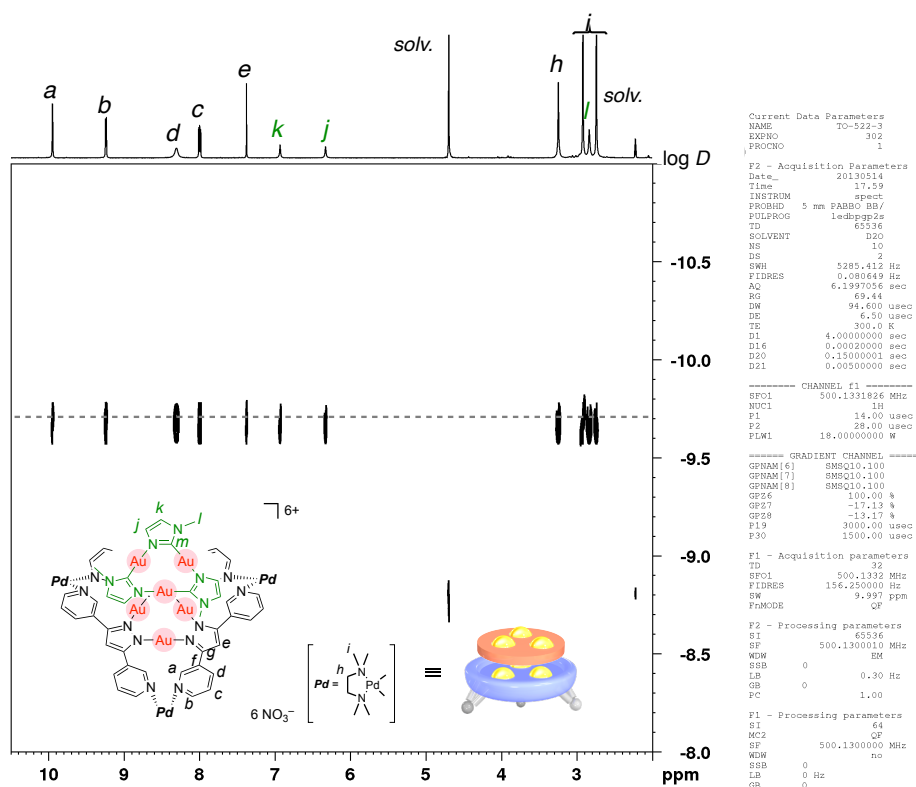 i
solv.
e
h
solv.
a
b
c
l
d
k
j
log D
-10.5
-10.0
-9.5
-9.0
-8.5
-8.0
10 9 8 7 6 5 4 3 ppm
6+
k
j
N
l
N
m
Au Au
Pd N N Pd
N N Au N N
N Au Au N
N N
Au
N N e
g
f
a
d
N N c
b
Pd
6 NO3−
i
h
N
Pd = Pd
N
≡
Current Data Parameters
NAME TO-522-3
EXPNO 302
PROCNO 1
F2 - Acquisition Parameters
Date_ 20130514
Time 17.59
INSTRUM spect
PROBHD 5 mm PABBO BB/
PULPROG ledbpgp2s
TD 65536
SOLVENT D2O
NS 10
DS 2
SWH 5285.412 Hz
FIDRES 0.080649 Hz
AQ 6.1997056 sec
RG 69.44
DW 94.600 usec
DE 6.50 usec
TE 300.0 K
D1 4.00000000 sec
D16 0.00020000 sec
D20 0.15000001 sec
D21 0.00500000 sec
======== CHANNEL f1 ========
SFO1 500.1331826 MHz
NUC1 1H
P1 14.00 usec
P2 28.00 usec
PLW1 18.00000000 W
====== GRADIENT CHANNEL =====
GPNAM[6] SMSQ10.100
GPNAM[7] SMSQ10.100
GPNAM[8] SMSQ10.100
GPZ6 100.00 %
GPZ7 -17.13 %
GPZ8 -13.17 %
P19 3000.00 usec
P30 1500.00 usec
F1 - Acquisition parameters
TD 32
SFO1 500.1332 MHz
FIDRES 156.250000 Hz
SW 9.997 ppm
FnMODE QF
F2 - Processing parameters
SI 65536
SF 500.1300010 MHz
WDW EM
SSB 0
LB 0.30 Hz
GB 0
PC 1.00
F1 - Processing parameters
SI 64
MC2 QF
SF 500.1300000 MHz
WDW no
SSB 0
LB 0 Hz
GB 0